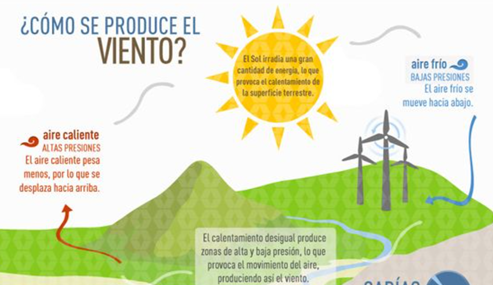 ¿CÓMO SE PRODUCE EL
VIENTO?
El Sol irradia una gran
cantidad de energía, lo que
provoca el calentamiento de
la superficie terrestre.
aire frío
BAJAS PRESIONES
El aire frío se
mueve hacia abajo.
aire caliente
ALTAS PRESIONES
El aire caliente pesa
menos, por lo que se
desplaza hacia arriba.
El calentamiento desigual produce
zonas de alta y baja presión, lo que
provoca el movimiento del aire,
produciendo así el viento.